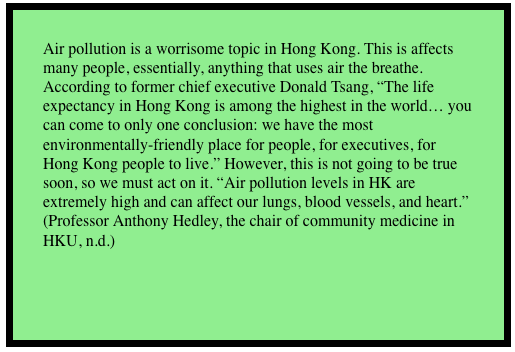 Air pollution is a worrisome topic in Hong Kong. This is affects
many people, essentially, anything that uses air the breathe.
According to former chief executive Donald Tsang, “The life
expectancy in Hong Kong is among the highest in the world… you
can come to only one conclusion: we have the most
environmentally-friendly place for people, for executives, for
Hong Kong people to live.” However, this is not going to be true
soon, so we must act on it. “Air pollution levels in HK are
extremely high and can affect our lungs, blood vessels, and heart.”
(Professor Anthony Hedley, the chair of community medicine in
HKU, n.d.)